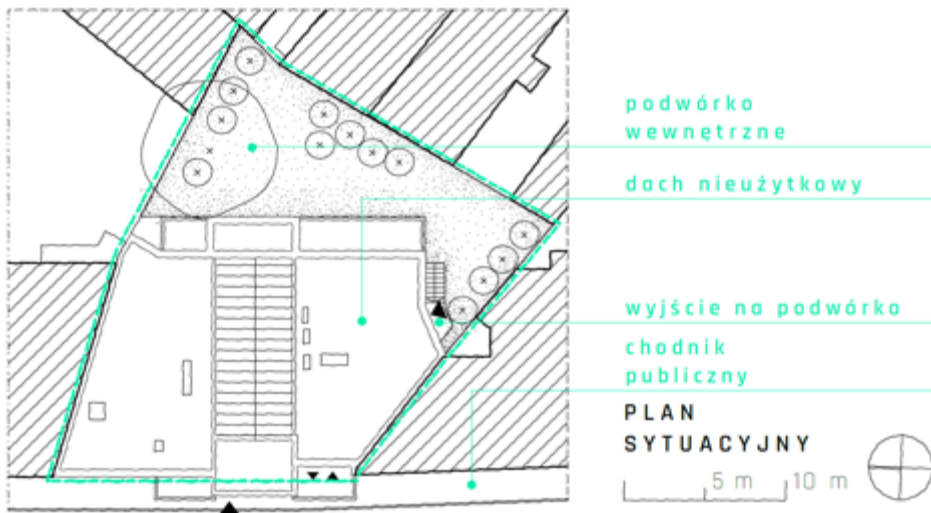 podwórko
wewnętrzne
dach nieużytkowy
wyjście na podwórko
chodnik
publiczny
PLAN
SYTUACYJNY
5 m 10 m